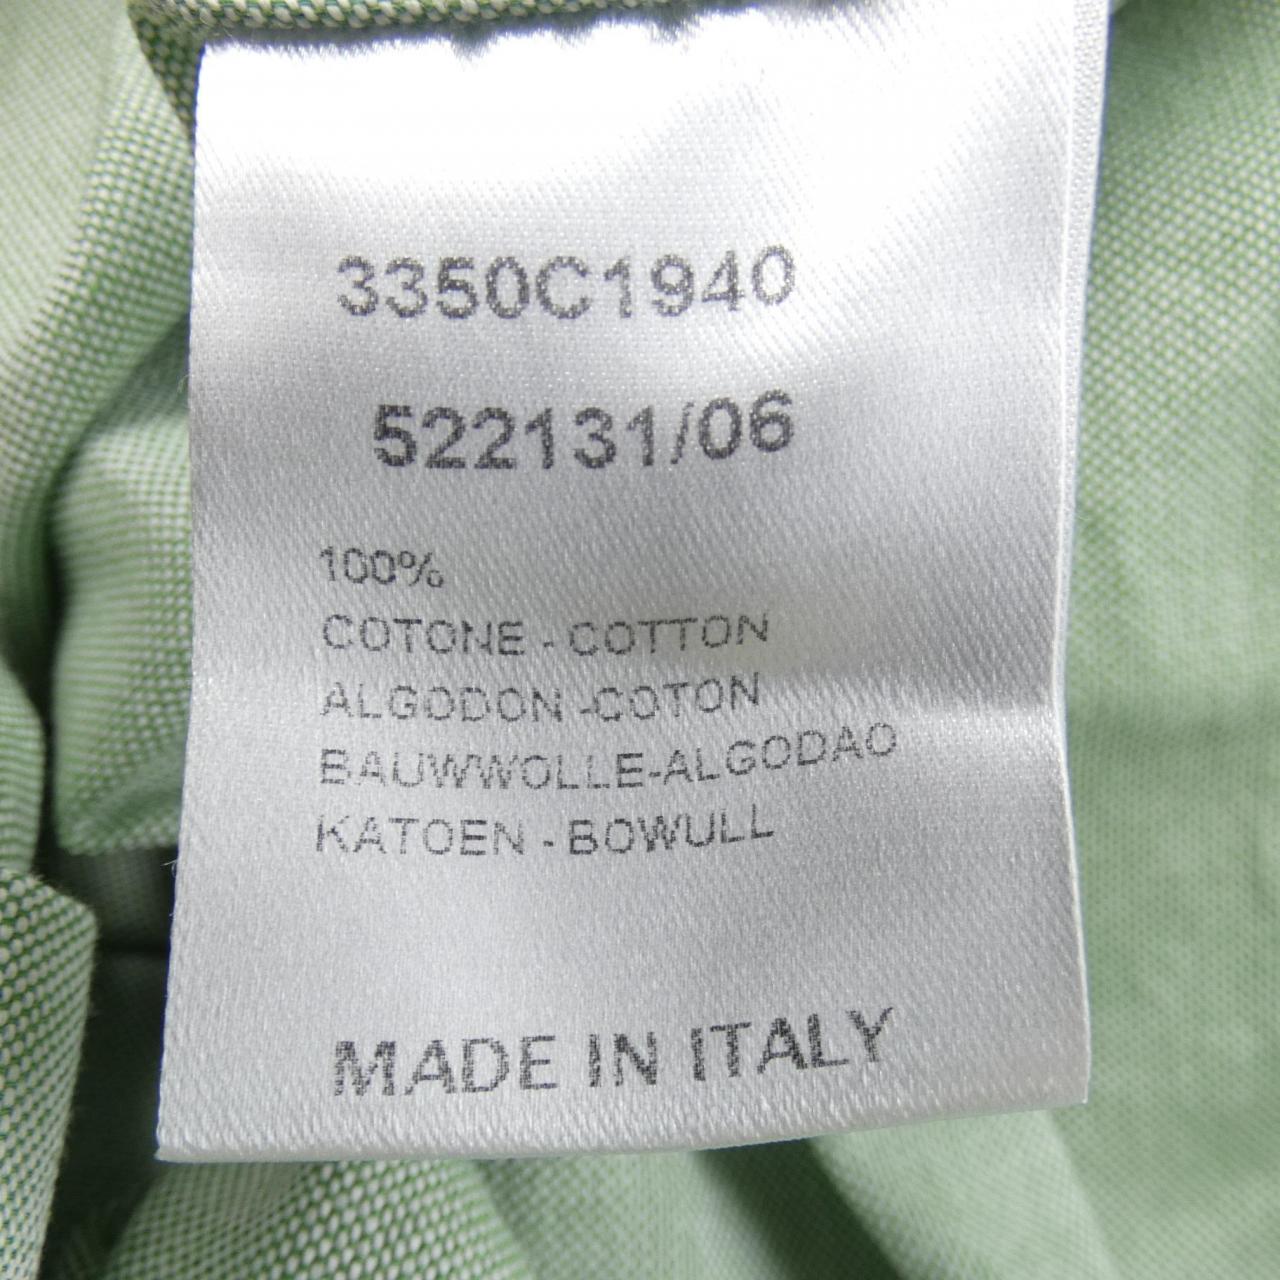 3350C1940
522131/06
100%
COTONE - COTTON
ALGODON -COTON
BAUWWOLLE-ALGODAO
KATOEN - BOWULL
MADE IN ITALY